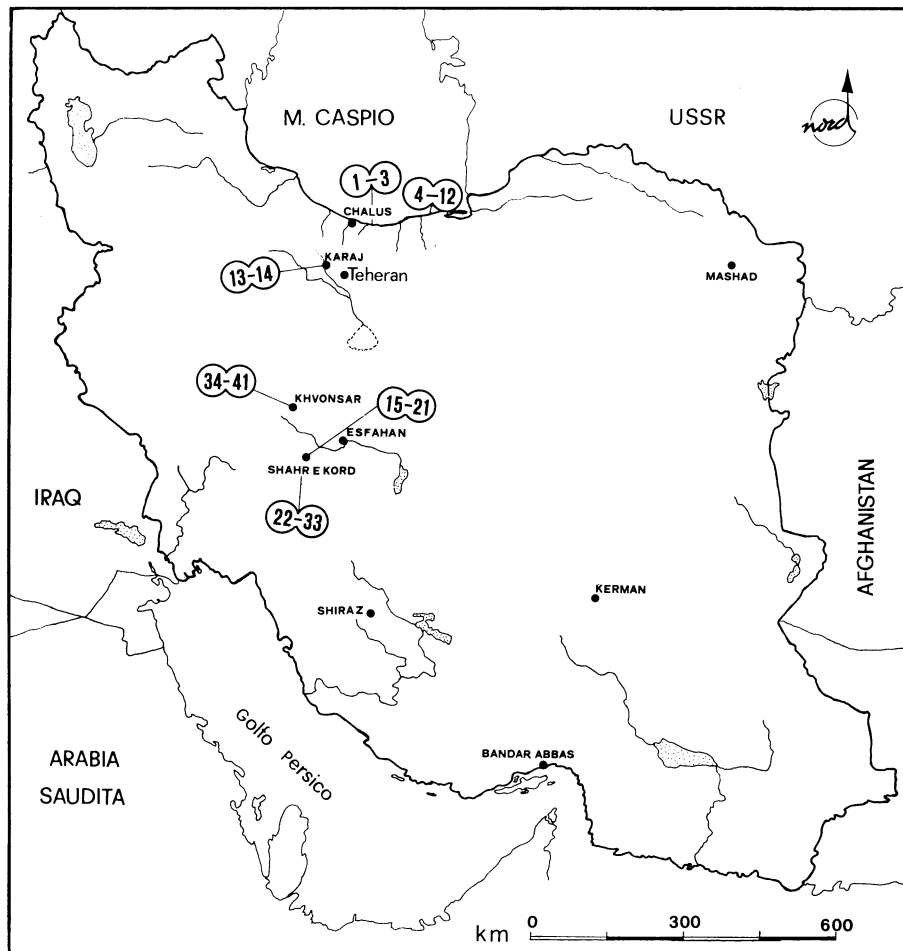 M. CASPIO
USSR
nord
1-3
4-12
CHALUS
KARAJ
13-14
Teheran
MASHAD
34-41
KHVONSAR
15-21
ESFAHAN
SHAHR E KORD
IRAQ
22-33
AFGHANISTAN
KERMAN
SHIRAZ
Golfo Persico
ARABIA
SAUDITA
BANDAR ABBAS
km 0 300 600